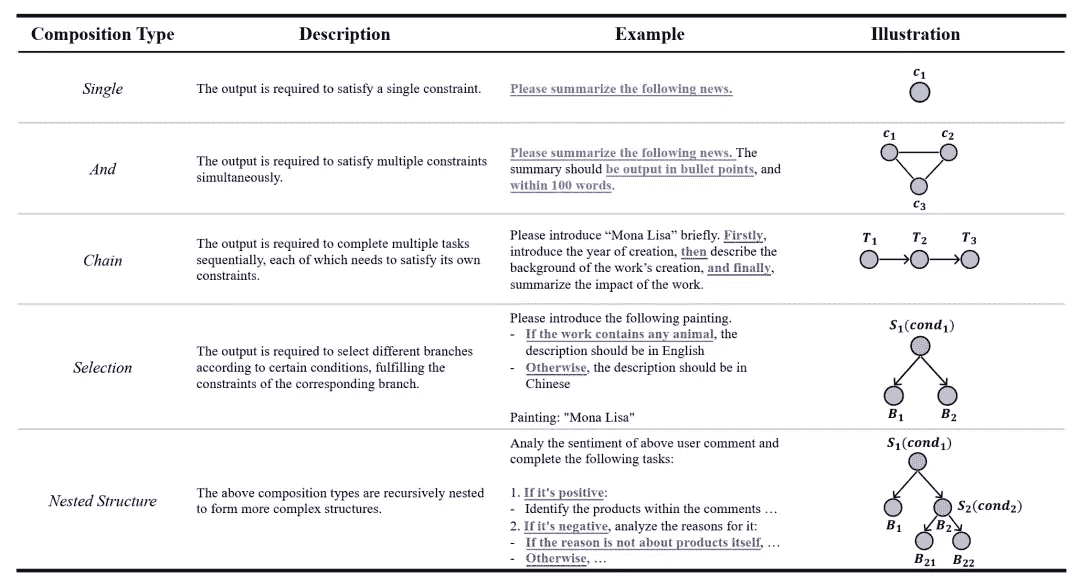 Composition Type Description Example Illustration
Single
The output is required to satisfy a single constraint.
Please summarize the following news.
c1
And
The output is required to satisfy multiple constraints
simultaneously.
Please summarize the following news. The
summary should be output in bullet points, and
within 100 words.
c1 c2
c3
Chain
The output is required to complete multiple tasks
sequentially, each of which needs to satisfy its own
constraints.
Please introduce “Mona Lisa” briefly. Firstly,
introduce the year of creation, then describe the
background of the work’s creation, and finally,
summarize the impact of the work.
T1 T2 T3
Selection
The output is required to select different branches
according to certain conditions, fulfilling the
constraints of the corresponding branch.
Please introduce the following painting.
- If the work contains any animal, the
description should be in English
- Otherwise, the description should be in
Chinese
Painting: "Mona Lisa"
S1(cond1)
B1 B2
Nested Structure
The above composition types are recursively nested
to form more complex structures.
Analy the sentiment of above user comment and
complete the following tasks:
1. If it's positive:
- Identify the products within the comments …
2. If it's negative, analyze the reasons for it:
- If the reason is not about products itself, …
- Otherwise, …
S1(cond1)
S2(cond2)
B1 B2
B21 B22